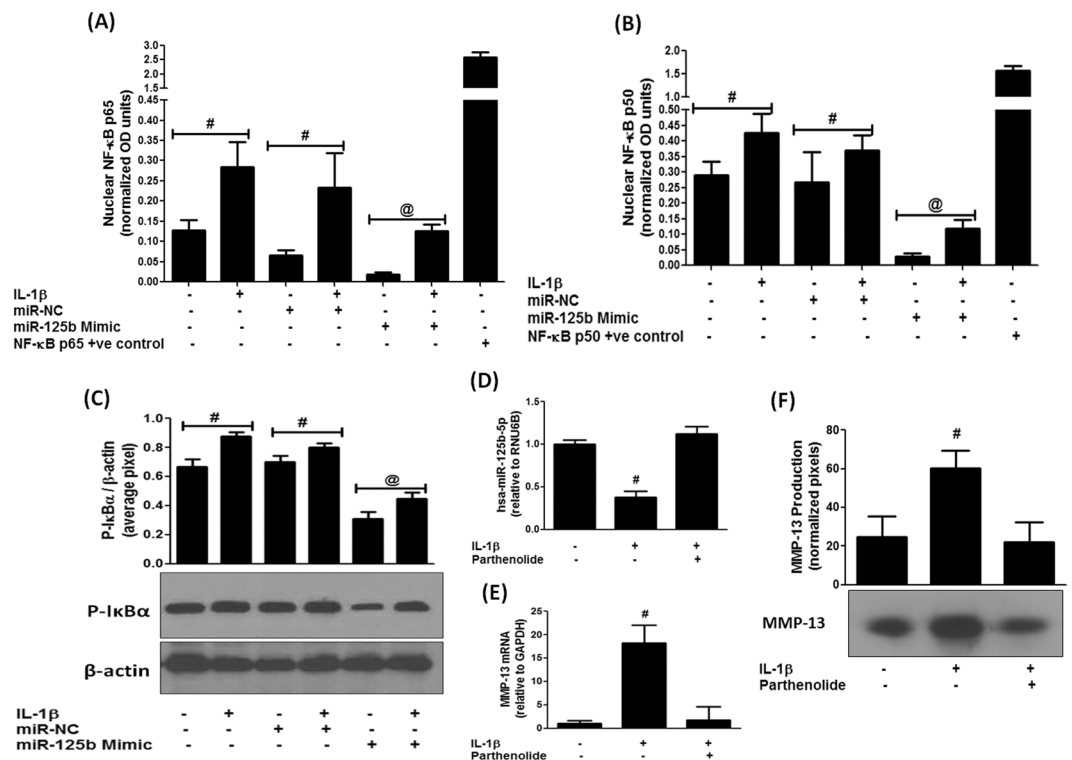 (A)
Nuclear NF-κB p65
(normalized OD units)
3.0
2.5
2.0
1.5
0.45
0.40
0.35
0.30
0.25
0.20
0.15
0.10
0.05
0.00
# # @
IL-1β - + - + - + -
miR-NC - - + + - - -
miR-125b Mimic - - - - + + -
NF-κB p65 +ve control - - - - - - +
(B)
Nuclear NF-κB p50
(normalized OD units)
2.0
1.5
1.0
0.50
0.45
0.40
0.35
0.30
0.25
0.20
0.15
0.10
0.05
0.00
# # @
IL-1β - + - + - + -
miR-NC - - + + - - -
miR-125b Mimic - - - - + + -
NF-κB p50 +ve control - - - - - - +
(C)
P-IκBα / β-actin
(average pixel)
1.0
0.8
0.6
0.4
0.2
0.0
# # @
P-IκBα
β-actin
IL-1β - + - + - +
miR-NC - - + + - -
miR-125b Mimic - - - - + +
(D)
hsa-miR-125b-5p
(relative to RNU6B)
1.5
1.0
0.5
0.0
#
IL-1β - + +
Parthenolide - - +
(E)
MMP-13 mRNA
(relative to GAPDH)
25
20
15
10
5
0
#
IL-1β - + +
Parthenolide - - +
(F)
MMP-13 Production
(normalized pixels)
80
60
40
20
0
#
MMP-13
IL-1β - + +
Parthenolide - - +